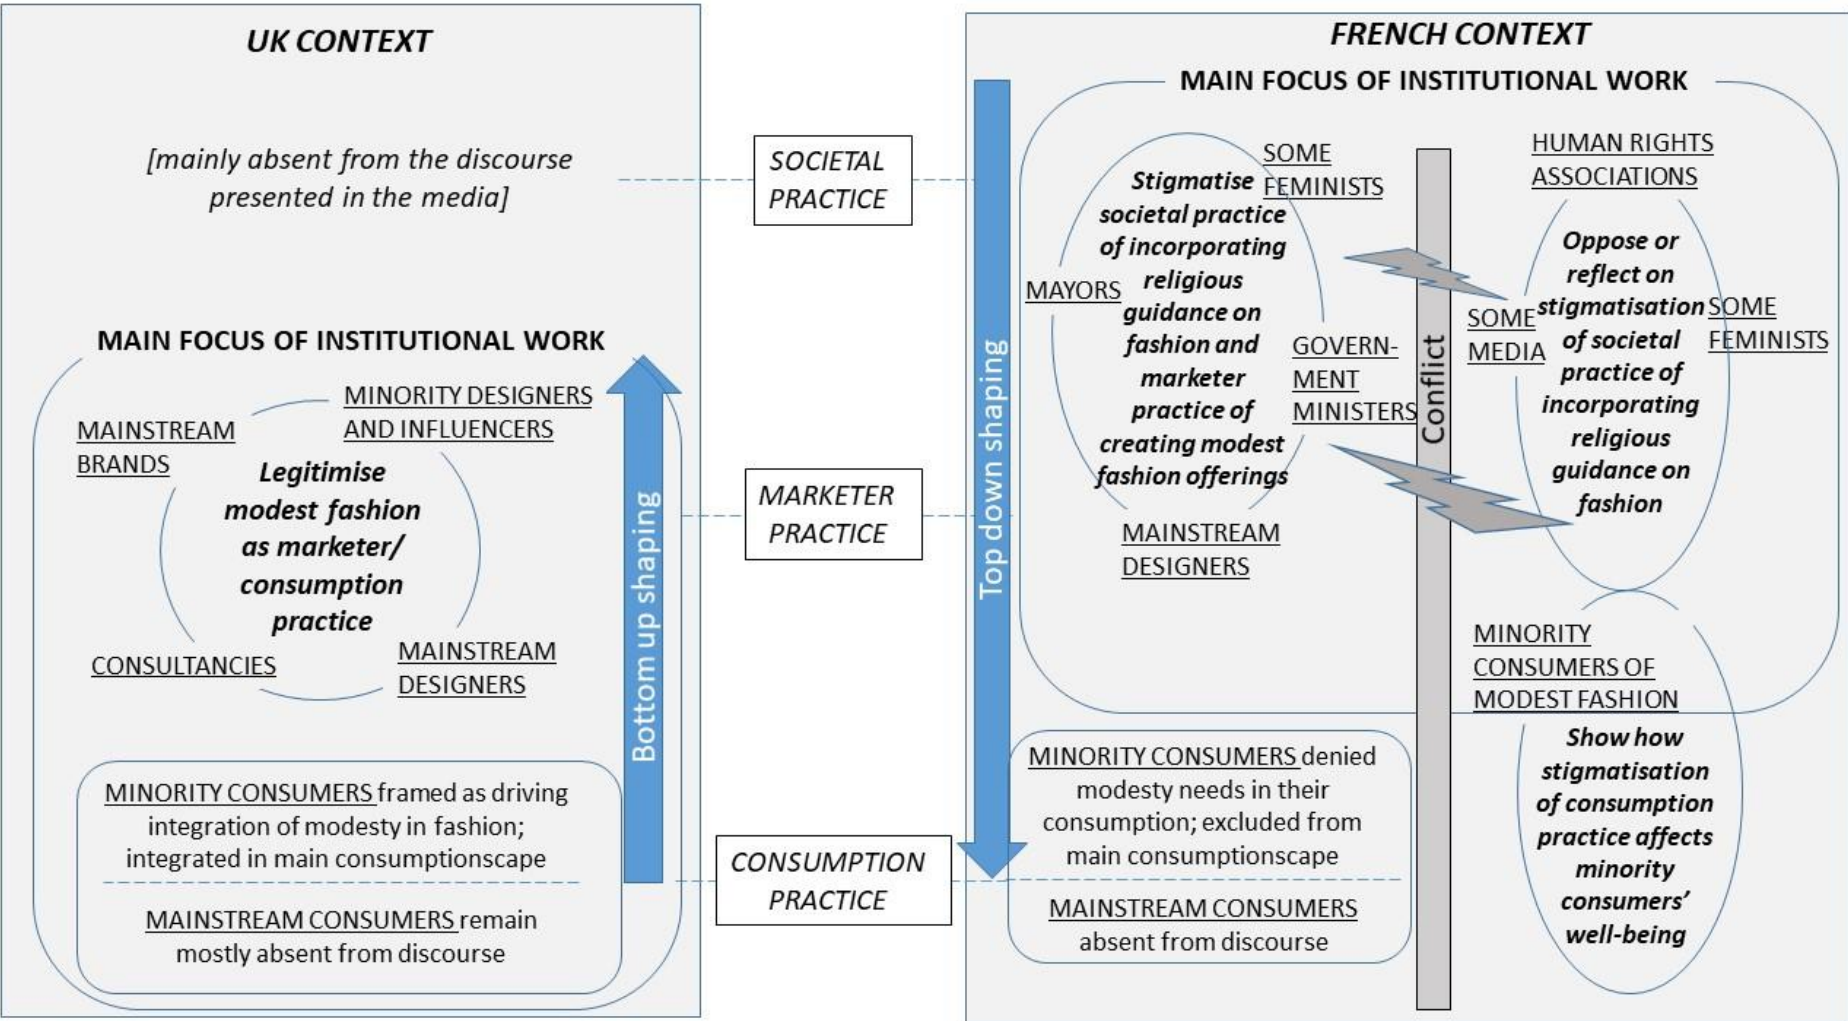 UK CONTEXT
[mainly absent from the discourse
presented in the media]
MAIN FOCUS OF INSTITUTIONAL WORK
MINORITY DESIGNERS
AND INFLUENCERS
MAINSTREAM
BRANDS
Legitimise
modest fashion
as marketer/
consumption
practice
CONSULTANCIES
MAINSTREAM
DESIGNERS
Bottom up shaping
MINORITY CONSUMERS framed as driving
integration of modesty in fashion;
integrated in main consumptionscape
MAINSTREAM CONSUMERS remain
mostly absent from discourse
SOCIETAL
PRACTICE
MARKETER
PRACTICE
CONSUMPTION
PRACTICE
FRENCH CONTEXT
MAIN FOCUS OF INSTITUTIONAL WORK
Top down shaping
SOME
FEMINISTS
MAYORS
Stigmatise
societal practice
of incorporating
religious
guidance on
fashion and
marketer
practice of
creating modest
fashion offerings
GOVERN-
MENT
MINISTERS
MAINSTREAM
DESIGNERS
Conflict
HUMAN RIGHTS
ASSOCIATIONS
SOME
MEDIA
Oppose or
reflect on
stigmatisation
of societal
practice of
incorporating
religious
guidance on
fashion
SOME
FEMINISTS
MINORITY
CONSUMERS OF
MODEST FASHION
Show how
stigmatisation
of consumption
practice affects
minority
consumers'
well-being
MINORITY CONSUMERS denied
modesty needs in their
consumption; excluded from
main consumptionscape
MAINSTREAM CONSUMERS
absent from discourse